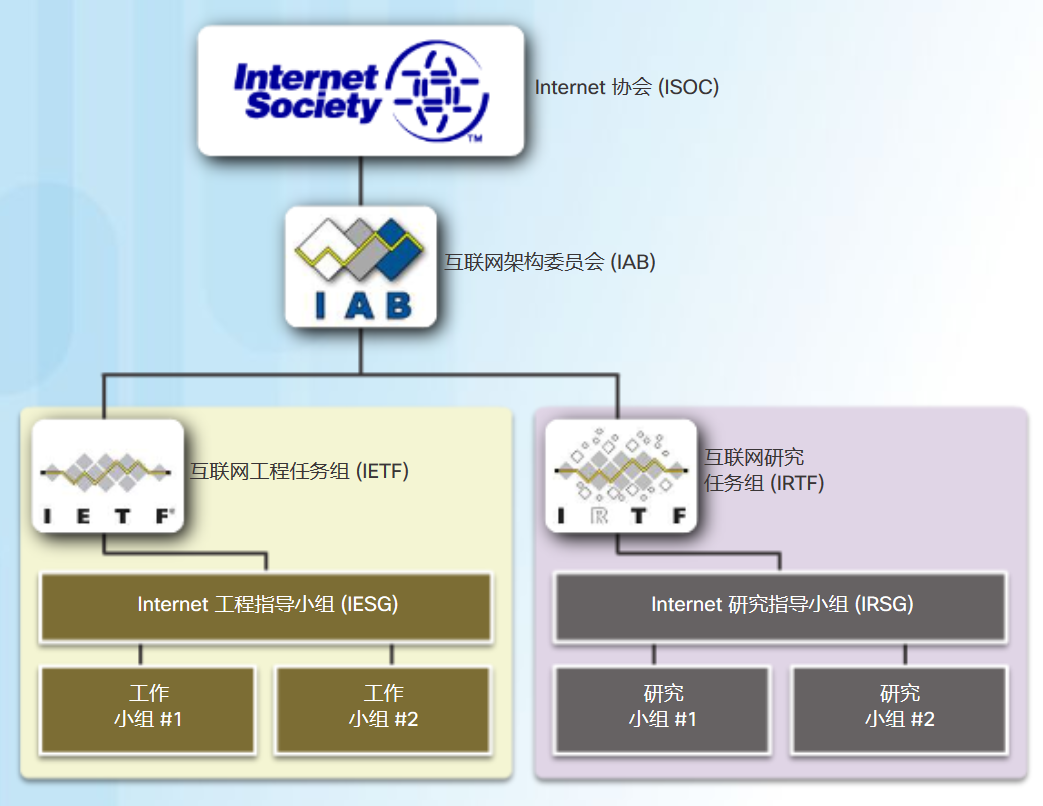 Internet
Society
TM
Internet 协会 (ISOC)
I A B
互联网架构委员会 (IAB)
I E T F®
互联网工程任务组 (IETF)
I R T F
互联网研究
任务组 (IRTF)
Internet 工程指导小组 (IESG)
Internet 研究指导小组 (IRSG)
工作
小组 #1
工作
小组 #2
研究
小组 #1
研究
小组 #2